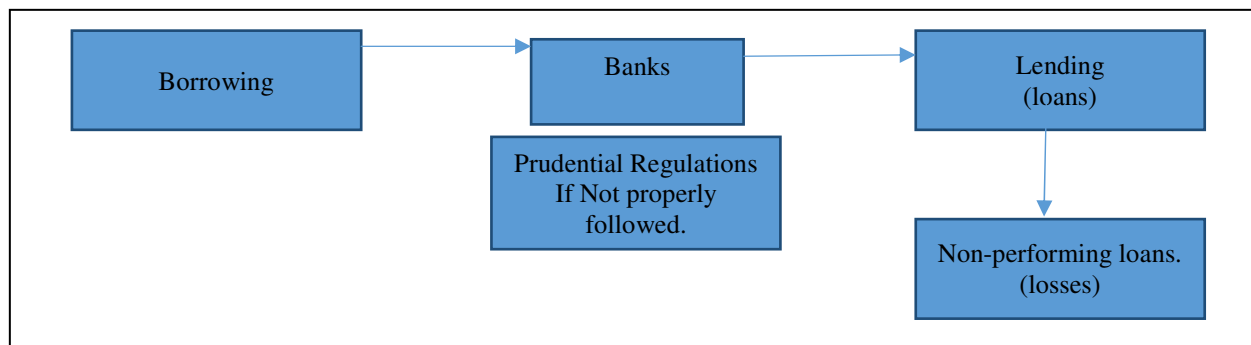 Borrowing
Banks
Lending
(loans)
Prudential Regulations
If Not properly
followed.
Non-performing loans.
(losses)